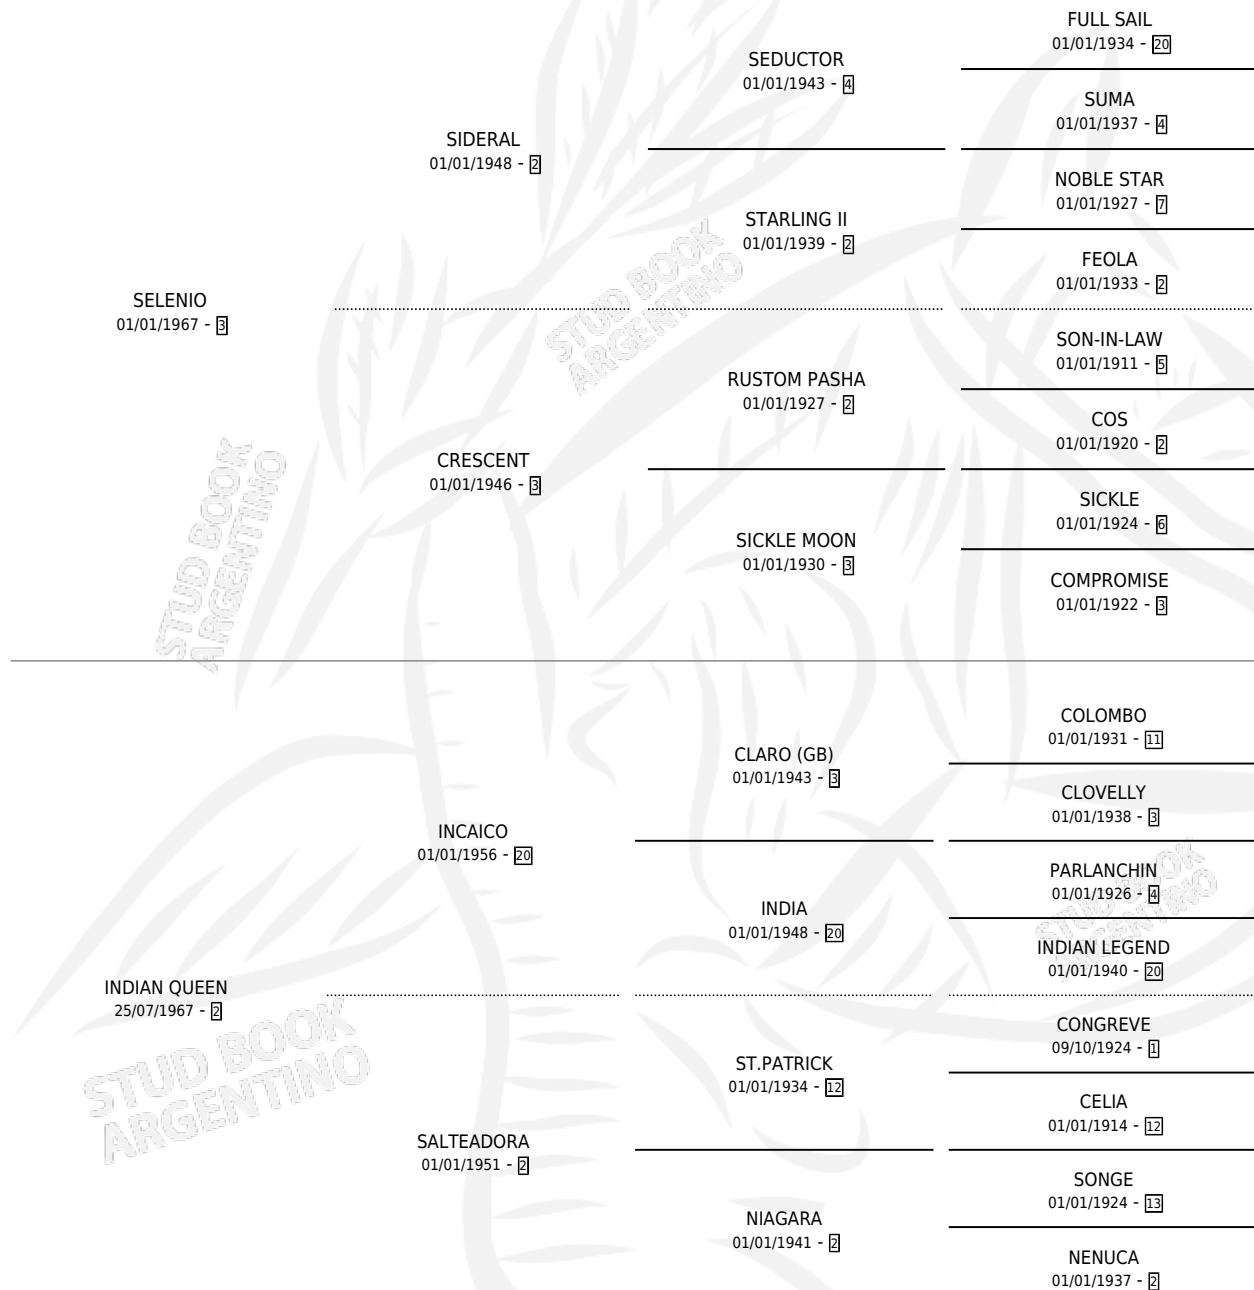 FULL SAIL
01/01/1934 - 20
SEDUCTOR
01/01/1943 - 4
SUMA
01/01/1937 - 4
SIDERAL
01/01/1948 - 2
NOBLE STAR
01/01/1927 - 7
STARLING II
01/01/1939 - 2
FEOLA
01/01/1933 - 2
SELENIO
01/01/1967 - 3
SON-IN-LAW
01/01/1911 - 5
RUSTOM PASHA
01/01/1927 - 2
COS
01/01/1920 - 2
CRESCENT
01/01/1946 - 3
SICKLE
01/01/1924 - 6
SICKLE MOON
01/01/1930 - 3
COMPROMISE
01/01/1922 - 3
COLOMBO
01/01/1931 - 11
CLARO (GB)
01/01/1943 - 3
CLOVELLY
01/01/1938 - 3
INCAICO
01/01/1956 - 20
PARLANCHIN
01/01/1926 - 4
INDIA
01/01/1948 - 20
INDIAN LEGEND
01/01/1940 - 20
INDIAN QUEEN
25/07/1967 - 2
CONGREVE
09/10/1924 - 1
ST.PATRICK
01/01/1934 - 12
CELIA
01/01/1914 - 12
SALTEADORA
01/01/1951 - 2
SONGE
01/01/1924 - 13
NIAGARA
01/01/1941 - 2
NENUCA
01/01/1937 - 2
STUD BOOK
ARGENTINO
STUD BOOK
ARGENTINO
STUD BOOK
ARGENTINO
STUD BOOK
ARGENTINO